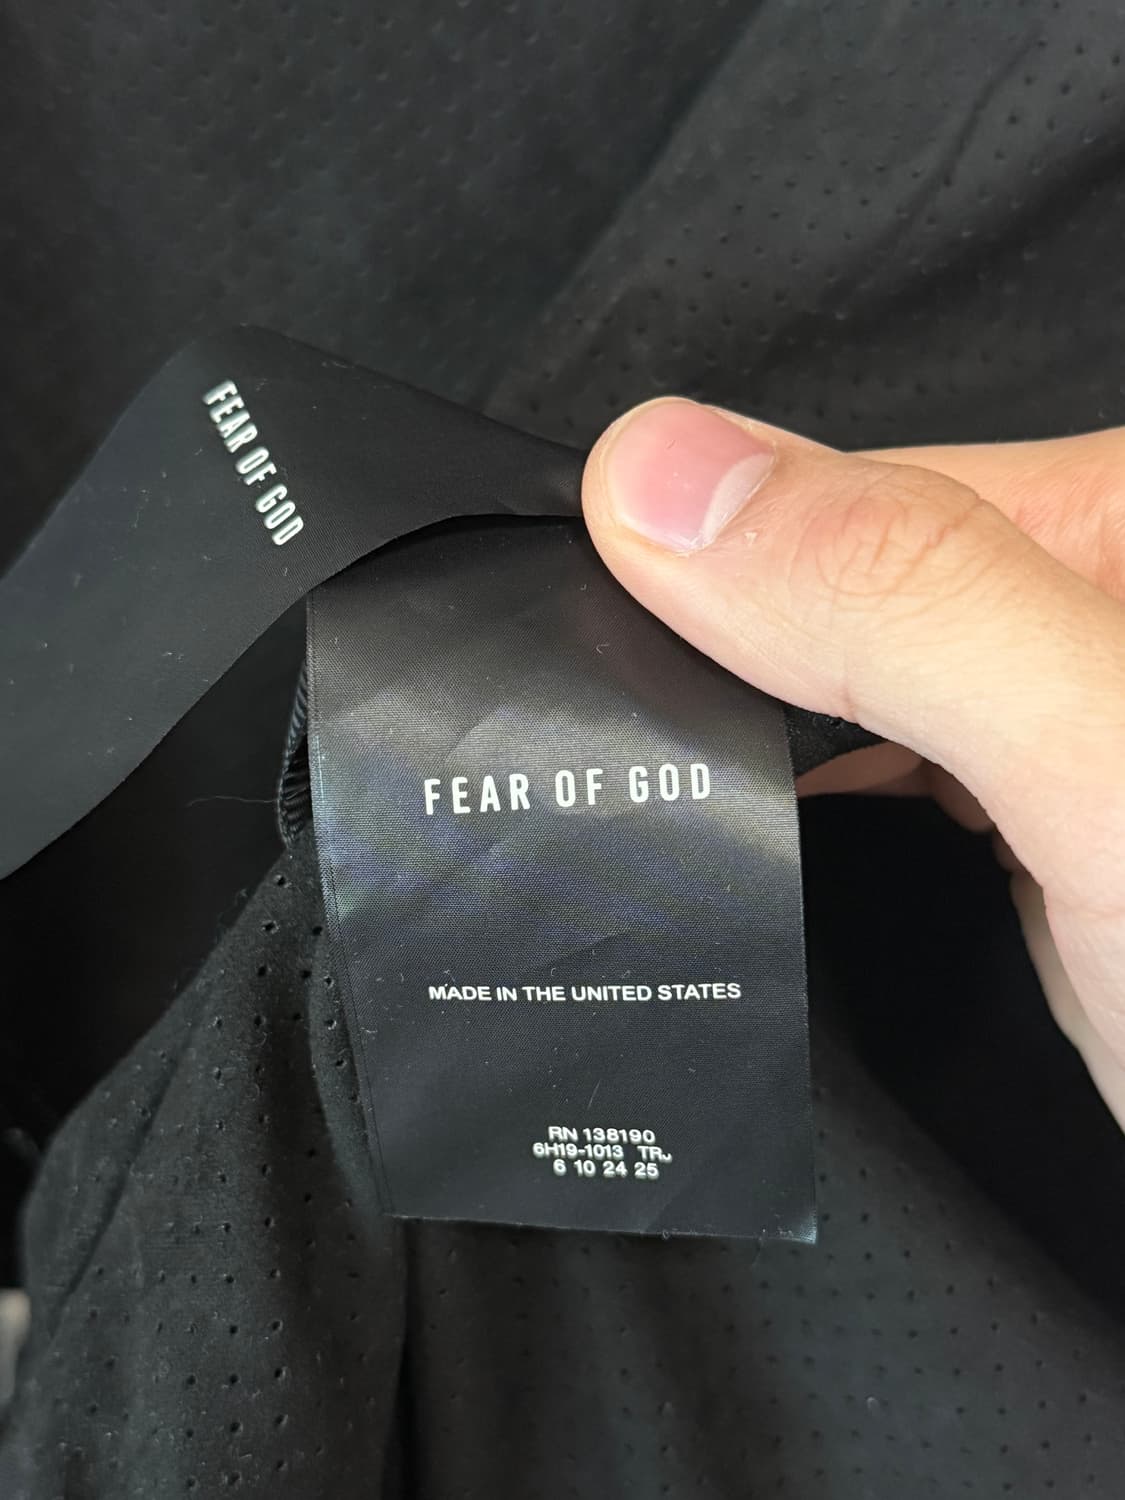 FEAR OF GOD
FEAR OF GOD
MADE IN THE UNITED STATES
RN 138190
6H19-1013
6 10 24 25